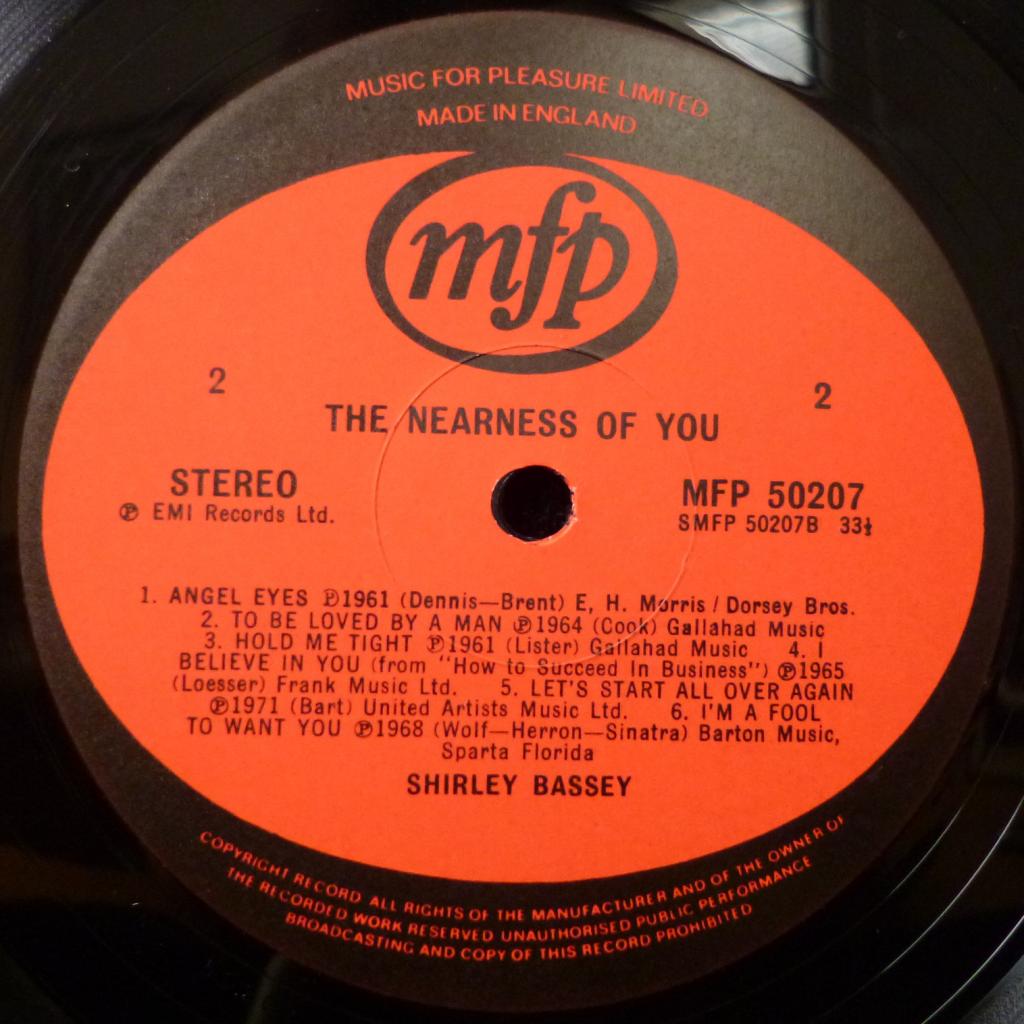 MUSIC FOR PLEASURE LIMITED
MADE IN ENGLAND
mfp
2 2
THE NEARNESS OF YOU
STEREO MFP 50207
℗ EMI Records Ltd. SMFP 50207B 33⅓
1. ANGEL EYES ℗1961 (Dennis—Brent) E, H. Morris / Dorsey Bros.
2. TO BE LOVED BY A MAN ℗1964 (Cook) Gallahad Music
3. HOLD ME TIGHT ℗1961 (Lister) Gallahad Music 4. I
BELIEVE IN YOU (from "How to Succeed In Business") ℗1965
(Loesser) Frank Music Ltd. 5. LET'S START ALL OVER AGAIN
℗1971 (Bart) United Artists Music Ltd. 6. I'M A FOOL
TO WANT YOU ℗1968 (Wolf—Herron—Sinatra) Barton Music,
Sparta Florida
SHIRLEY BASSEY
COPYRIGHT RECORD ALL RIGHTS OF THE MANUFACTURER AND OF THE OWNER OF
THE RECORDED WORK RESERVED UNAUTHORISED PUBLIC PERFORMANCE
BROADCASTING AND COPY OF THIS RECORD PROHIBITED